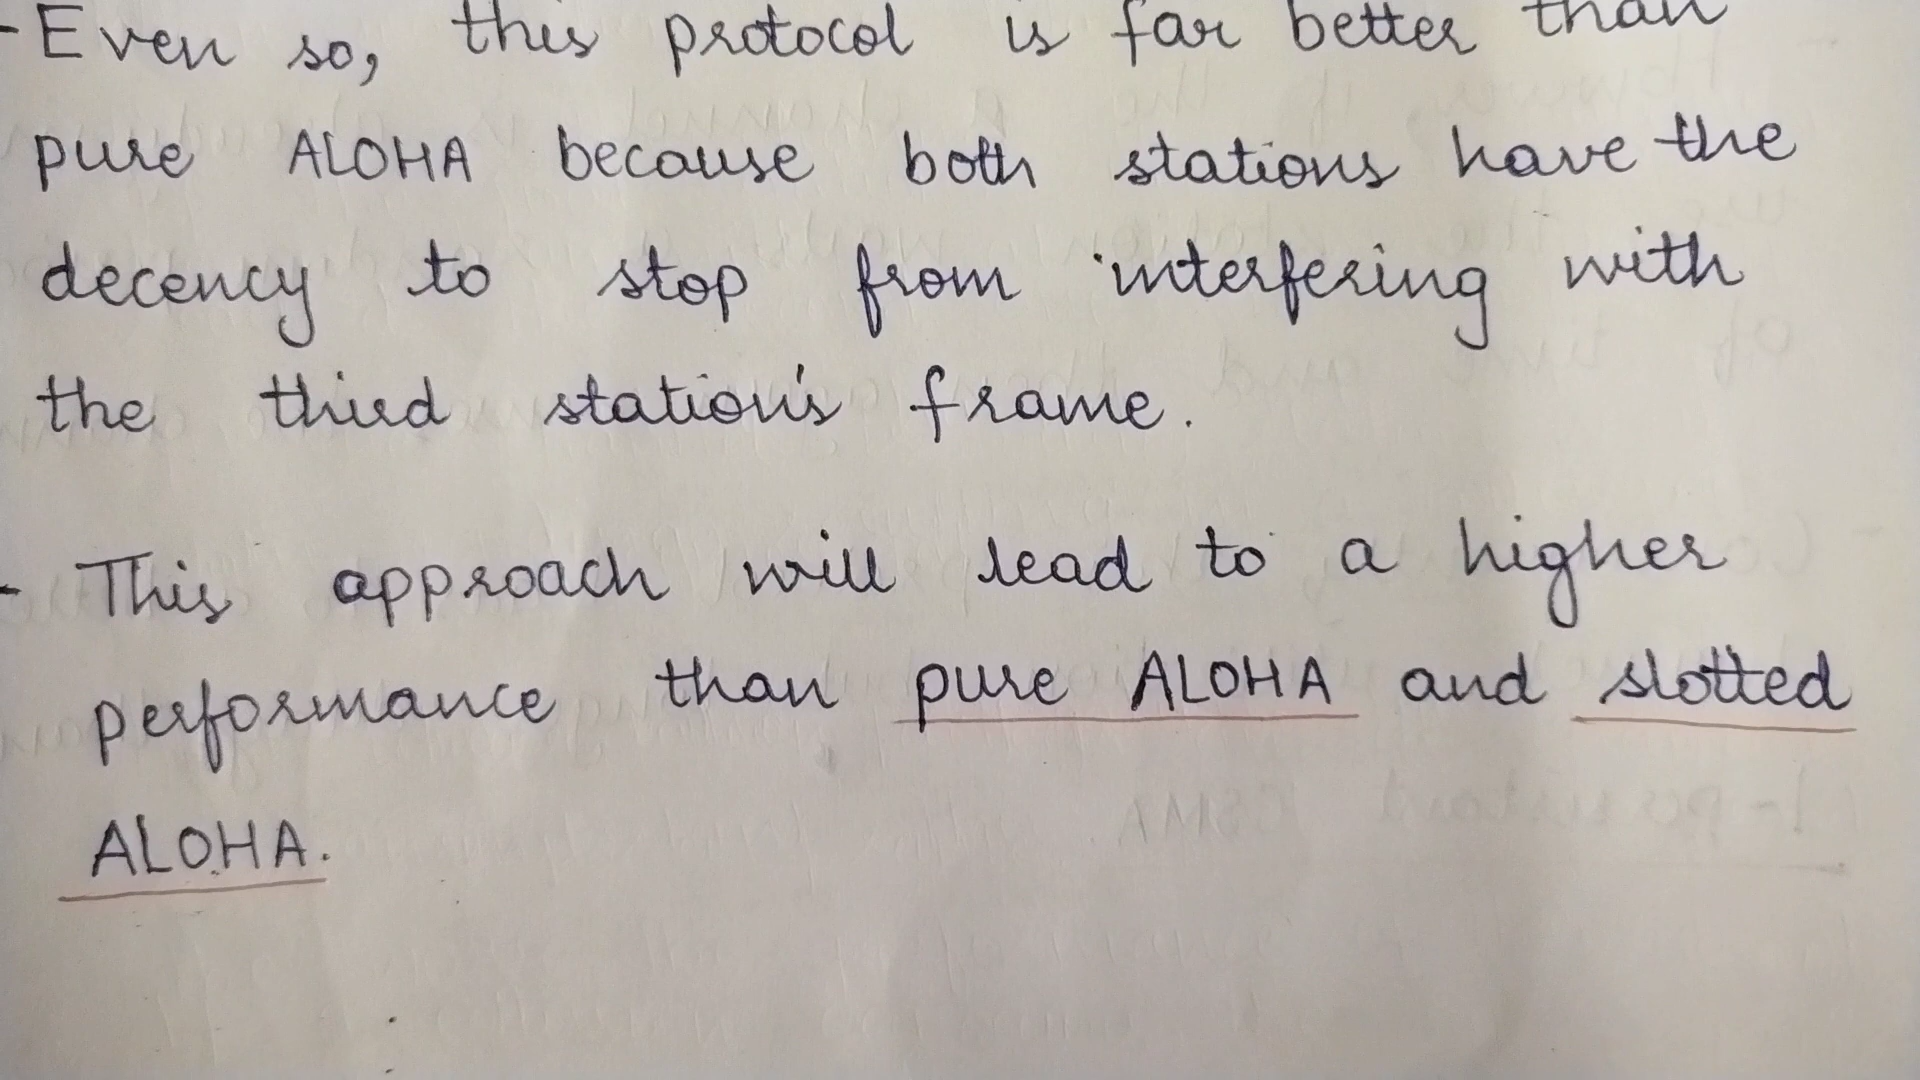 - Even so, this protocol is far better than
pure ALOHA because both stations have the
decency to stop from interfering with
the third station's frame.
- This approach will lead to a higher
performance than pure ALOHA and slotted
ALOHA.